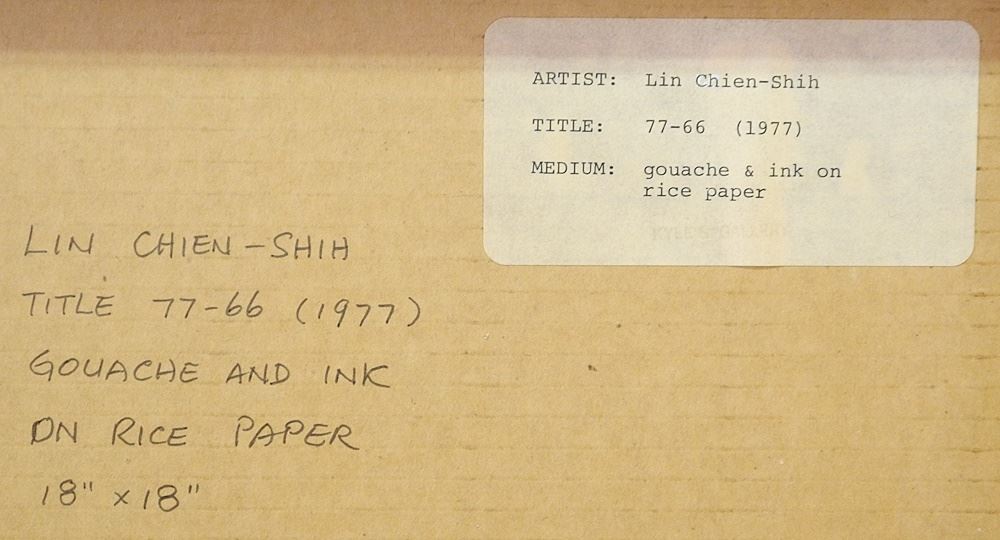 ARTIST: Lin Chien-Shih
TITLE: 77-66 (1977)
MEDIUM: gouache & ink on
rice paper
LIN CHIEN-SHIH
TITLE 77-66 (1977)
GOUACHE AND INK
ON RICE PAPER
18" x 18"